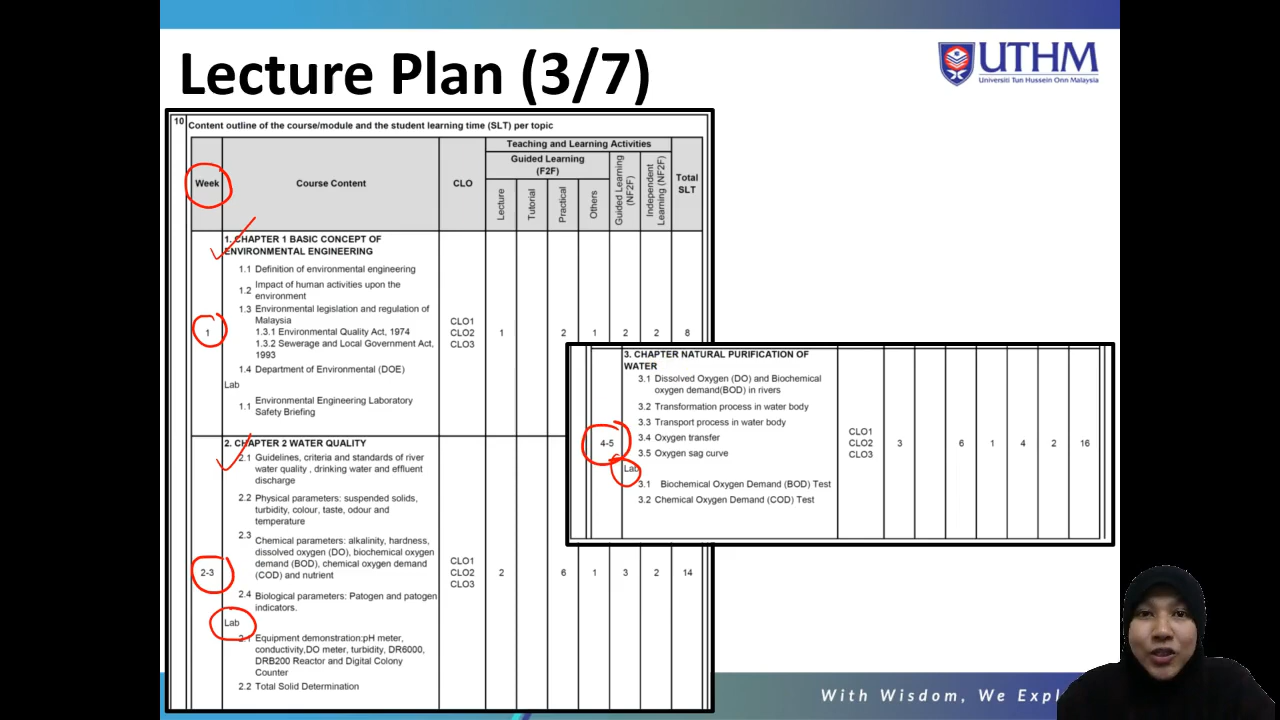 Lecture Plan (3/7)
UTHM
Universiti Tun Hussein Onn Malaysia
10 Content outline of the course/module and the student learning time (SLT) per topic
Week
Course Content
CLO
Teaching and Learning Activities
Guided Learning
(F2F)
Lecture
Tutorial
Practical
Others
Guided Learning
(NF2F)
Independent
Learning (NF2F)
Total
SLT
1. CHAPTER 1 BASIC CONCEPT OF
ENVIRONMENTAL ENGINEERING
1.1 Definition of environmental engineering
1.2 Impact of human activities upon the
environment
1.3 Environmental legislation and regulation of
Malaysia
1.3.1 Environmental Quality Act, 1974
1.3.2 Sewerage and Local Government Act,
1993
1.4 Department of Environmental (DOE)
Lab
1.1 Environmental Engineering Laboratory
Safety Briefing
1
CLO1
CLO2
CLO3
1 2 1 2 2 8
2. CHAPTER 2 WATER QUALITY
2.1 Guidelines, criteria and standards of river
water quality , drinking water and effluent
discharge
2.2 Physical parameters: suspended solids,
turbidity, colour, taste, odour and
temperature
2.3 Chemical parameters: alkalinity, hardness,
dissolved oxygen (DO), biochemical oxygen
demand (BOD), chemical oxygen demand
(COD) and nutrient
2.4 Biological parameters: Patogen and patogen
indicators.
Lab
2.1 Equipment demonstration:pH meter,
conductivity,DO meter, turbidity, DR6000,
DRB200 Reactor and Digital Colony
Counter
2.2 Total Solid Determination
2-3
CLO1
CLO2
CLO3
2 6 1 3 2 14
3. CHAPTER NATURAL PURIFICATION OF
WATER
3.1 Dissolved Oxygen (DO) and Biochemical
oxygen demand(BOD) in rivers
3.2 Transformation process in water body
3.3 Transport process in water body
3.4 Oxygen transfer
3.5 Oxygen sag curve
Lab
3.1 Biochemical Oxygen Demand (BOD) Test
3.2 Chemical Oxygen Demand (COD) Test
4-5
CLO1
CLO2
CLO3
3 6 1 4 2 16
With Wisdom, We Expl